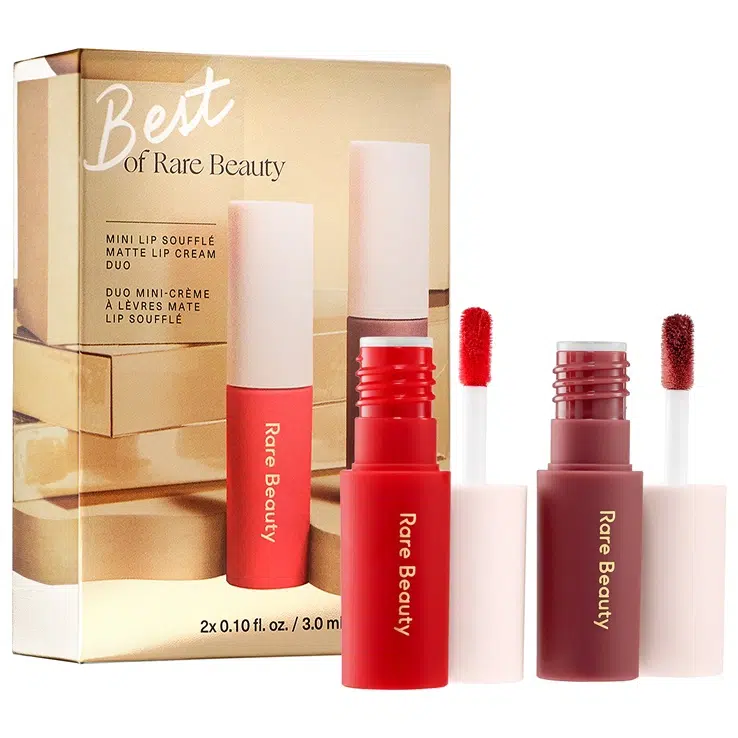 Best
of Rare Beauty
MINI LIP SOUFFLÉ
MATTE LIP CREAM
DUO
DUO MINI-CRÈME
À LÈVRES MATE
LIP SOUFFLÉ
Rare Beauty
2x 0.10 fl. oz. / 3.0 ml
Rare Beauty
Rare Beauty